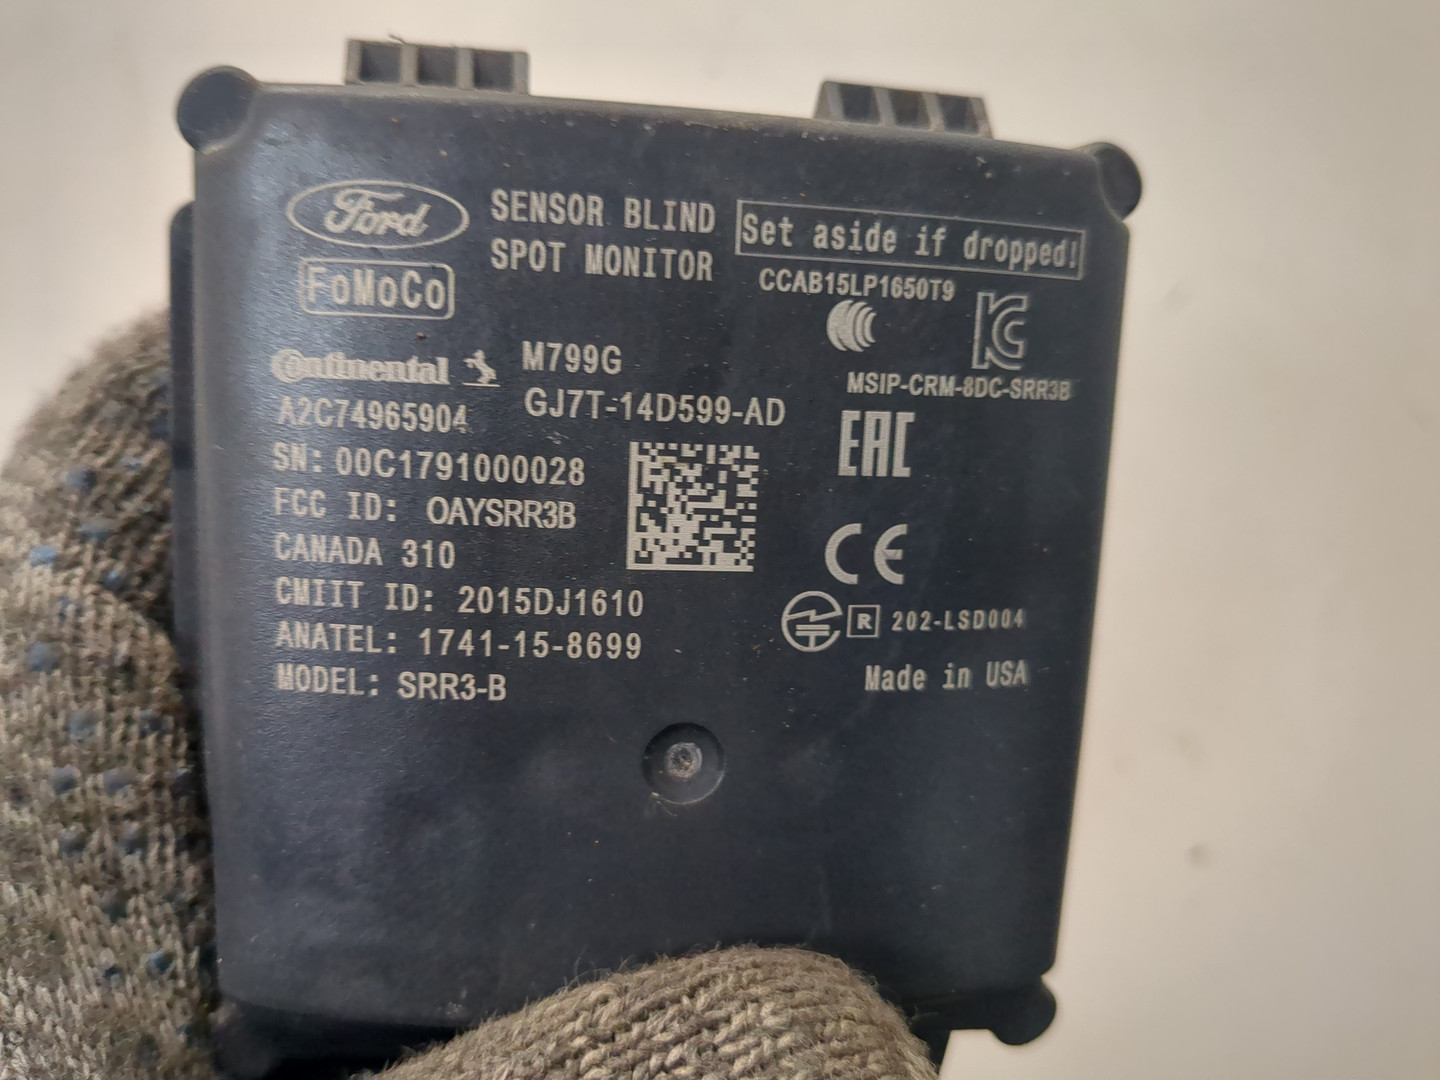 Ford
FoMoCo
SENSOR BLIND
SPOT MONITOR
Set aside if dropped!
CCAB15LP1650T9
CCC
KC
MSIP-CRM-8DC-SRR3B
Continental
M799G
A2C74965904
GJ7T-14D599-AD
SN: 00C1791000028
FCC ID: OAYSRR3B
CANADA 310
CMIIT ID: 2015DJ1610
ANATEL: 1741-15-8699
MODEL: SRR3-B
EAC
CE
R 202-LSD004
Made in USA